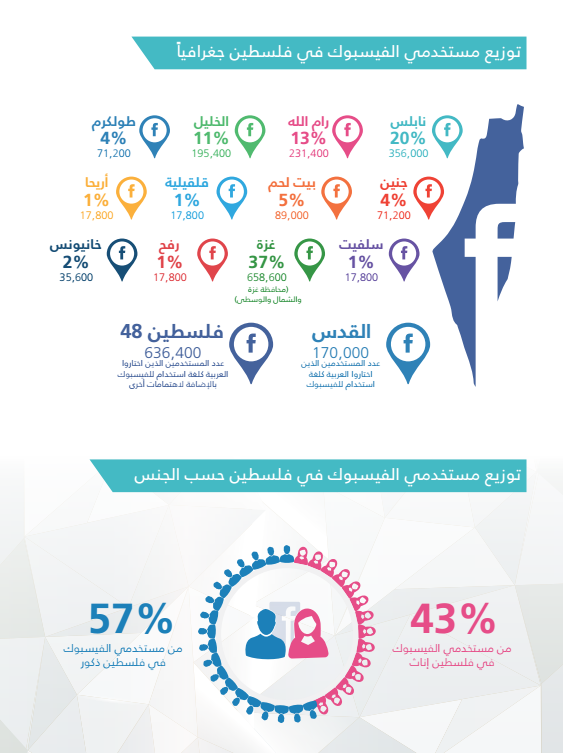 توزيع مستخدمي الفيسبوك في فلسطين جغرافياً
نابلس
20%
356,000
رام الله
13%
231,400
الخليل
11%
195,400
طولكرم
4%
71,200
جنين
4%
71,200
بيت لحم
5%
89,000
قلقيلية
1%
17,800
أريحا
1%
17,800
سلفيت
1%
17,800
غزة
37%
658,600
(محافظة غزة
والشمال والوسطى)
رفح
1%
17,800
خانيونس
2%
35,600
القدس
170,000
عدد المستخدمين الذين
اختاروا العربية كلغة
استخدام للفيسبوك
فلسطين 48
636,400
عدد المستخدمين الذين اختاروا
العربية كلغة استخدام للفيسبوك
بالإضافة لاهتمامات أخرى
توزيع مستخدمي الفيسبوك في فلسطين حسب الجنس
43%
من مستخدمي الفيسبوك
في فلسطين إناث
57%
من مستخدمي الفيسبوك
في فلسطين ذكور